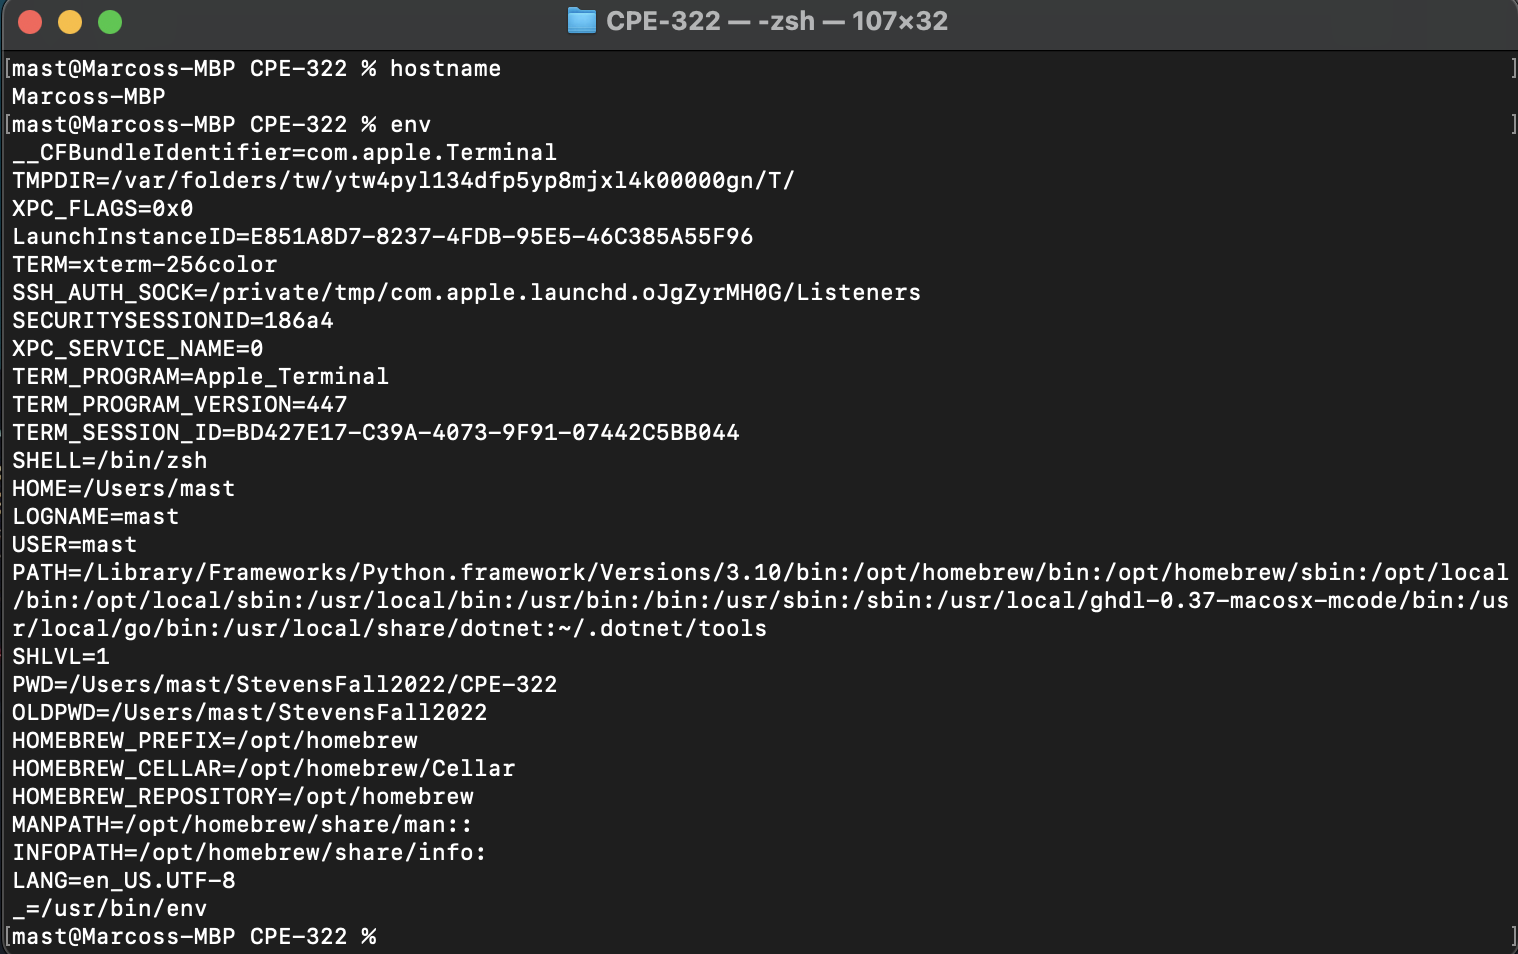 CPE-322 — -zsh — 107×32
[mast@Marcoss-MBP CPE-322 % hostname ]
Marcoss-MBP
[mast@Marcoss-MBP CPE-322 % env ]
__CFBundleIdentifier=com.apple.Terminal
TMPDIR=/var/folders/tw/ytw4pyl134dfp5yp8mjxl4k00000gn/T/
XPC_FLAGS=0x0
LaunchInstanceID=E851A8D7-8237-4FDB-95E5-46C385A55F96
TERM=xterm-256color
SSH_AUTH_SOCK=/private/tmp/com.apple.launchd.oJgZyrMH0G/Listeners
SECURITYSESSIONID=186a4
XPC_SERVICE_NAME=0
TERM_PROGRAM=Apple_Terminal
TERM_PROGRAM_VERSION=447
TERM_SESSION_ID=BD427E17-C39A-4073-9F91-07442C5BB044
SHELL=/bin/zsh
HOME=/Users/mast
LOGNAME=mast
USER=mast
PATH=/Library/Frameworks/Python.framework/Versions/3.10/bin:/opt/homebrew/bin:/opt/homebrew/sbin:/opt/local
/bin:/opt/local/sbin:/usr/local/bin:/usr/bin:/bin:/usr/sbin:/sbin:/usr/local/ghdl-0.37-macosx-mcode/bin:/us
r/local/go/bin:/usr/local/share/dotnet:~/.dotnet/tools
SHLVL=1
PWD=/Users/mast/StevensFall2022/CPE-322
OLDPWD=/Users/mast/StevensFall2022
HOMEBREW_PREFIX=/opt/homebrew
HOMEBREW_CELLAR=/opt/homebrew/Cellar
HOMEBREW_REPOSITORY=/opt/homebrew
MANPATH=/opt/homebrew/share/man::
INFOPATH=/opt/homebrew/share/info:
LANG=en_US.UTF-8
_=/usr/bin/env
[mast@Marcoss-MBP CPE-322 % ]